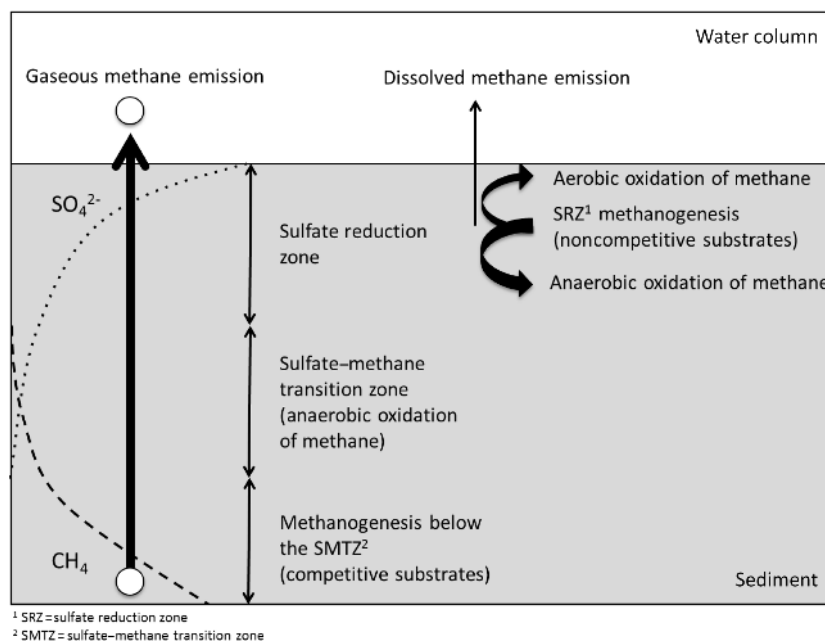 Water column
Gaseous methane emission
Dissolved methane emission
SO₄²⁻
Sulfate reduction
zone
Aerobic oxidation of methane
SRZ¹ methanogenesis
(noncompetitive substrates)
Anaerobic oxidation of methane
Sulfate–methane
transition zone
(anaerobic oxidation
of methane)
Methanogenesis below
the SMTZ²
(competitive substrates)
CH₄
Sediment
¹ SRZ = sulfate reduction zone
² SMTZ = sulfate–methane transition zone